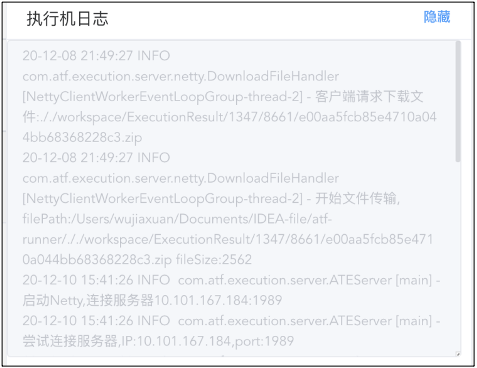 执行机日志
隐藏
20-12-08 21:49:27 INFO
com.atf.execution.server.netty.DownloadFileHandler
[NettyClientWorkerEventLoopGroup-thread-2] - 客户端请求下载文
件:././workspace/ExecutionResult/1347/8661/e00aa5fcb85e4710a04
4bb68368228c3.zip
20-12-08 21:49:27 INFO
com.atf.execution.server.netty.DownloadFileHandler
[NettyClientWorkerEventLoopGroup-thread-2] - 开始文件传输,
filePath:/Users/wujiaxuan/Documents/IDEA-file/atf-
runner/././workspace/ExecutionResult/1347/8661/e00aa5fcb85e471
0a044bb68368228c3.zip fileSize:2562
20-12-10 15:41:26 INFO  com.atf.execution.server.ATEServer [main] -
启动Netty,连接服务器10.101.167.184:1989
20-12-10 15:41:26 INFO  com.atf.execution.server.ATEServer [main] -
尝试连接服务器,IP:10.101.167.184,port:1989